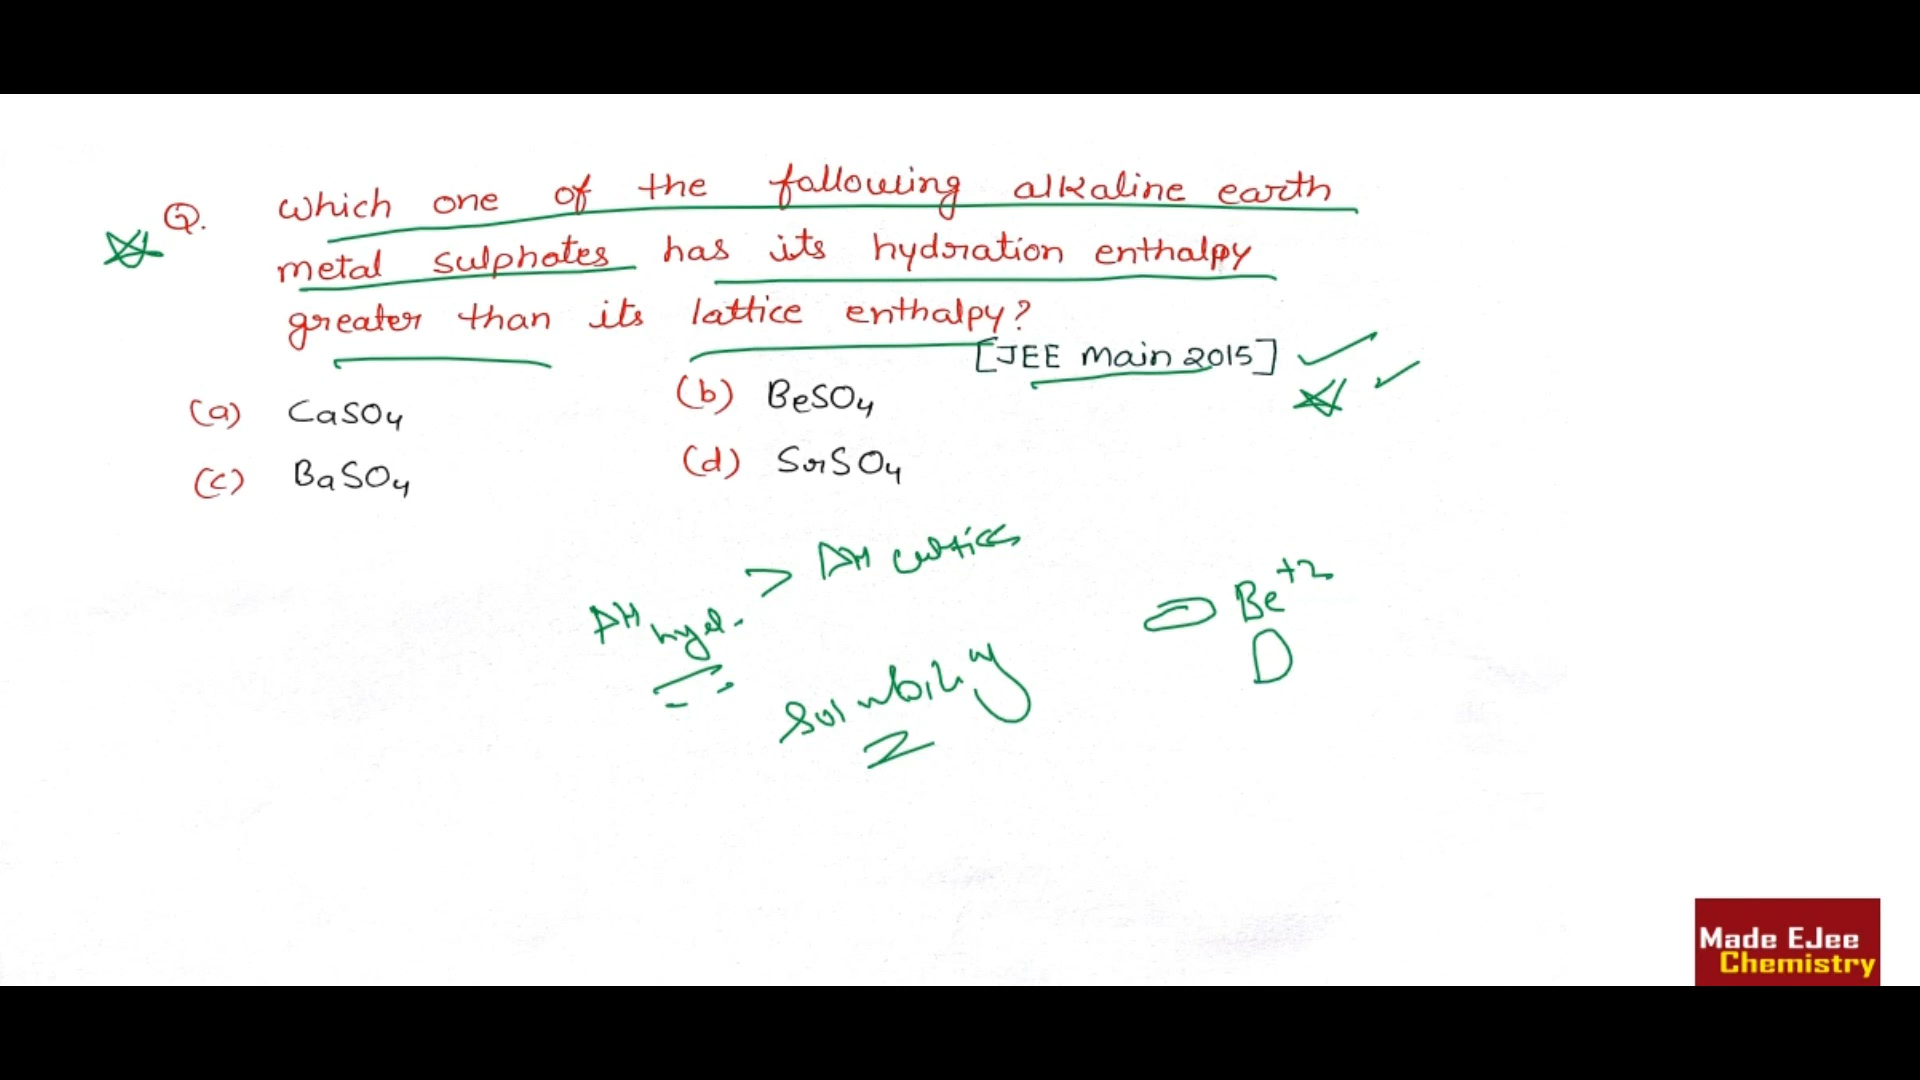 Q. Which one of the following alkaline earth
metal sulphates has its hydration enthalpy
greater than its lattice enthalpy?
[JEE Main 2015]
(a) CaSO4 (b) BeSO4
(c) BaSO4 (d) SrSO4
ΔH hyd. > ΔH lattice
Be+2
Solubility
Made EJee
Chemistry